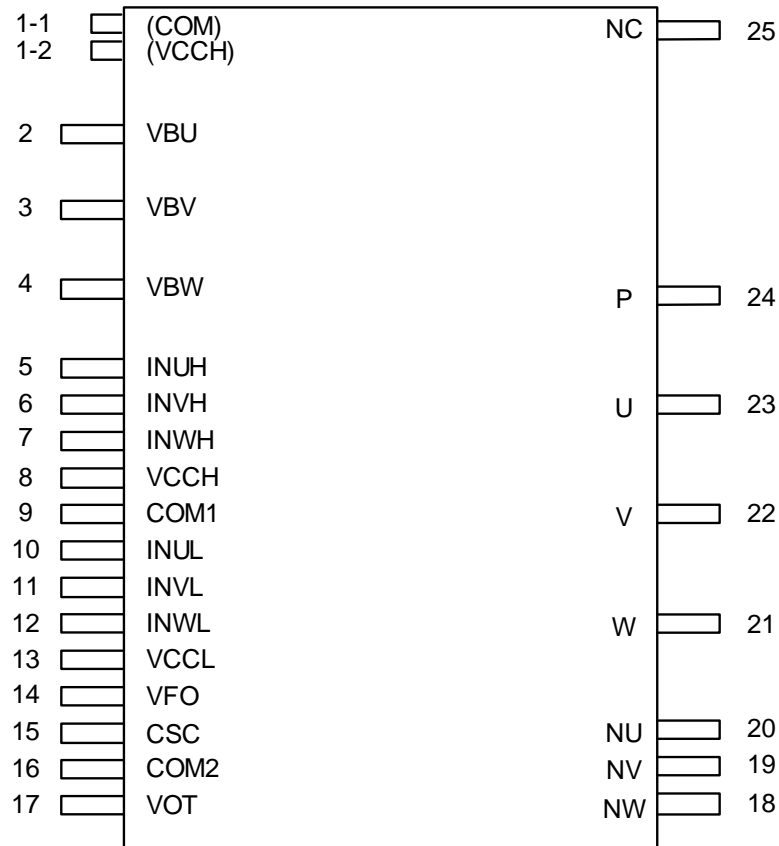 1-1 (COM) NC 25
1-2 (VCCH)
2 VBU
3 VBV
4 VBW
P 24
5 INUH
6 INVH U 23
7 INWH
8 VCCH
9 COM1 V 22
10 INUL
11 INVL
12 INWL W 21
13 VCCL
14 VFO
15 CSC NU 20
16 COM2 NV 19
17 VOT NW 18